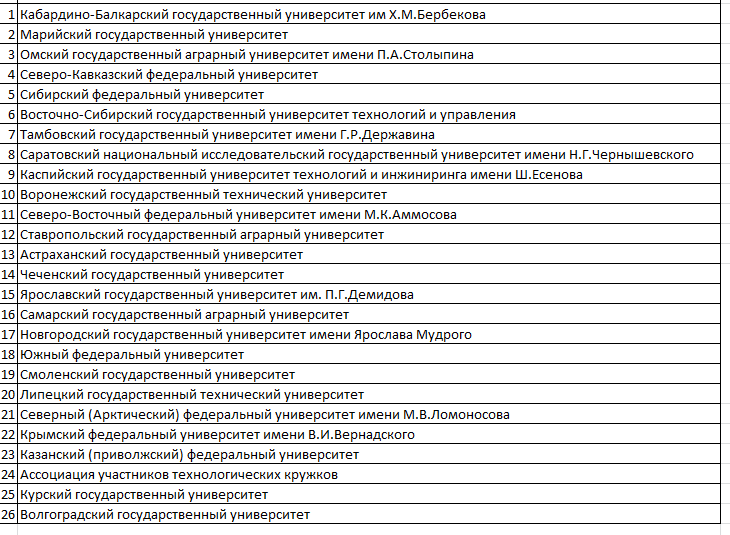 1 Кабардино-Балкарский государственный университет им Х.М.Бербекова
2 Марийский государственный университет
3 Омский государственный аграрный университет имени П.А.Столыпина
4 Северо-Кавказский федеральный университет
5 Сибирский федеральный университет
6 Восточно-Сибирский государственный университет технологий и управления
7 Тамбовский государственный университет имени Г.Р.Державина
8 Саратовский национальный исследовательский государственный университет имени Н.Г.Чернышевского
9 Каспийский государственный университет технологий и инжиниринга имени Ш.Есенова
10 Воронежский государственный технический университет
11 Северо-Восточный федеральный университет имени М.К.Аммосова
12 Ставропольский государственный аграрный университет
13 Астраханский государственный университет
14 Чеченский государственный университет
15 Ярославский государственный университет им. П.Г.Демидова
16 Самарский государственный аграрный университет
17 Новгородский государственный университет имени Ярослава Мудрого
18 Южный федеральный университет
19 Смоленский государственный университет
20 Липецкий государственный технический университет
21 Северный (Арктический) федеральный университет имени М.В.Ломоносова
22 Крымский федеральный университет имени В.И.Вернадского
23 Казанский (приволжский) федеральный университет
24 Ассоциация участников технологических кружков
25 Курский государственный университет
26 Волгоградский государственный университет